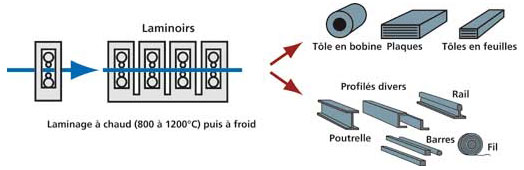 Laminoirs
Laminage à chaud (800 à 1200°C) puis à froid
Tôle en bobine
Plaques
Tôles en feuilles
Profilés divers
Rail
Poutrelle
Barres
Fil